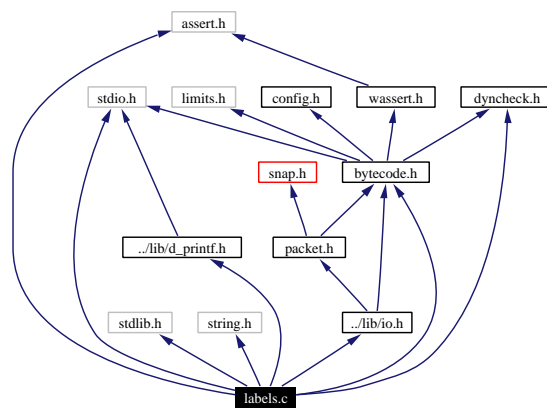 assert.h
stdio.h
limits.h
config.h
wassert.h
dyncheck.h
snap.h
bytecode.h
../lib/d_printf.h
packet.h
stdlib.h
string.h
../lib/io.h
labels.c